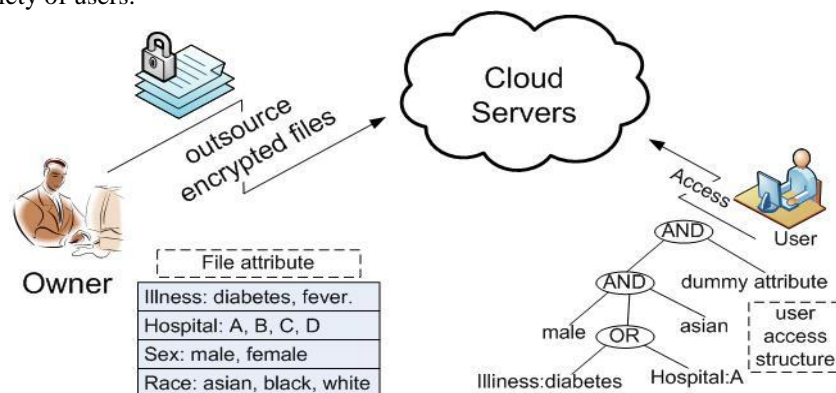 iety of users.
Cloud
Servers
outsource
encrypted files
Access
User
Owner
File attribute
Illness: diabetes, fever.
Hospital: A, B, C, D
Sex: male, female
Race: asian, black, white
AND
AND
dummy attribute
male
OR
asian
Illiness:diabetes
Hospital:A
user
access
structure